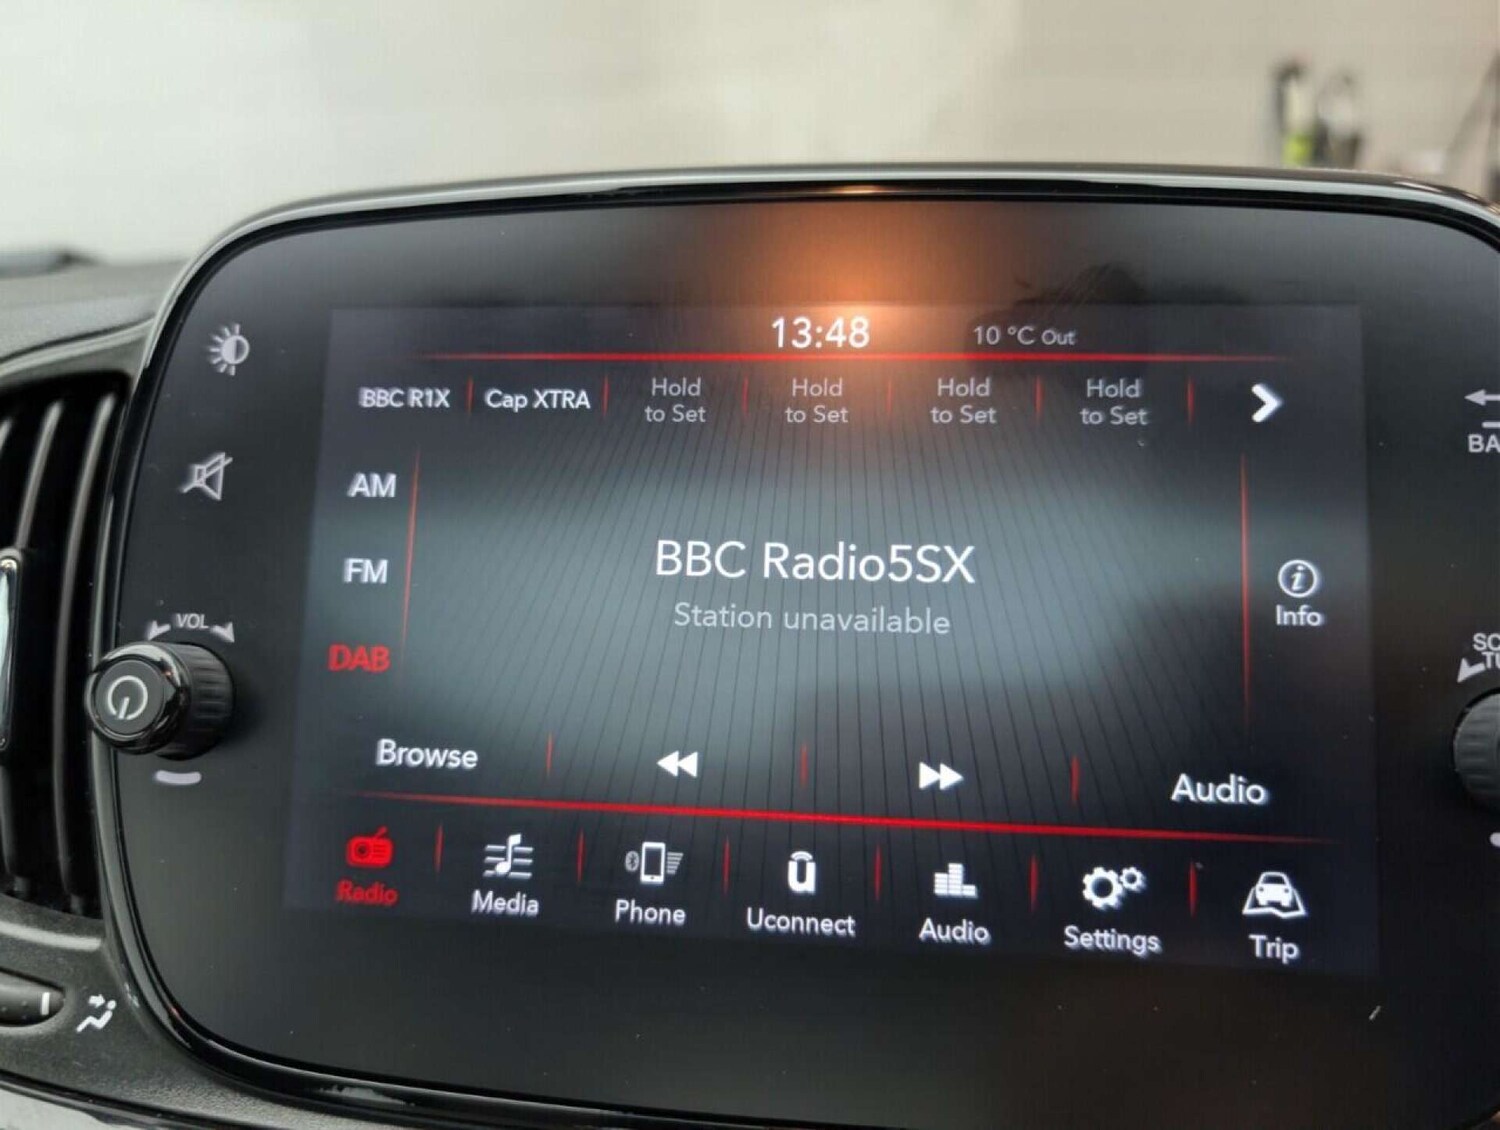 13:48
10 °C Out
BBC R1X
Cap XTRA
Hold
to Set
Hold
to Set
Hold
to Set
Hold
to Set
AM
FM
DAB
BBC Radio5SX
Station unavailable
Info
VOL
Browse
Audio
Radio
Media
Phone
Uconnect
Audio
Settings
Trip